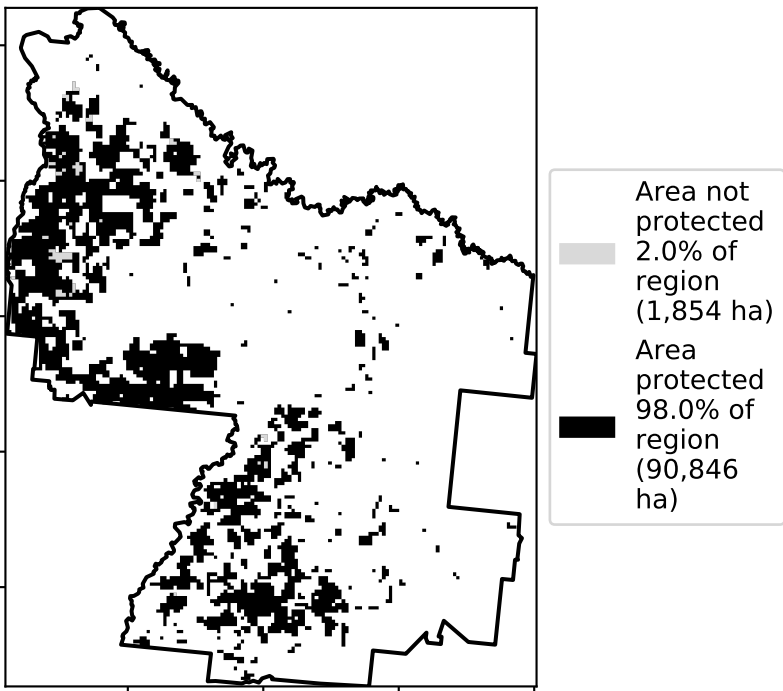 Area not
protected
2.0% of
region
(1,854 ha)
Area
protected
98.0% of
region
(90,846
ha)